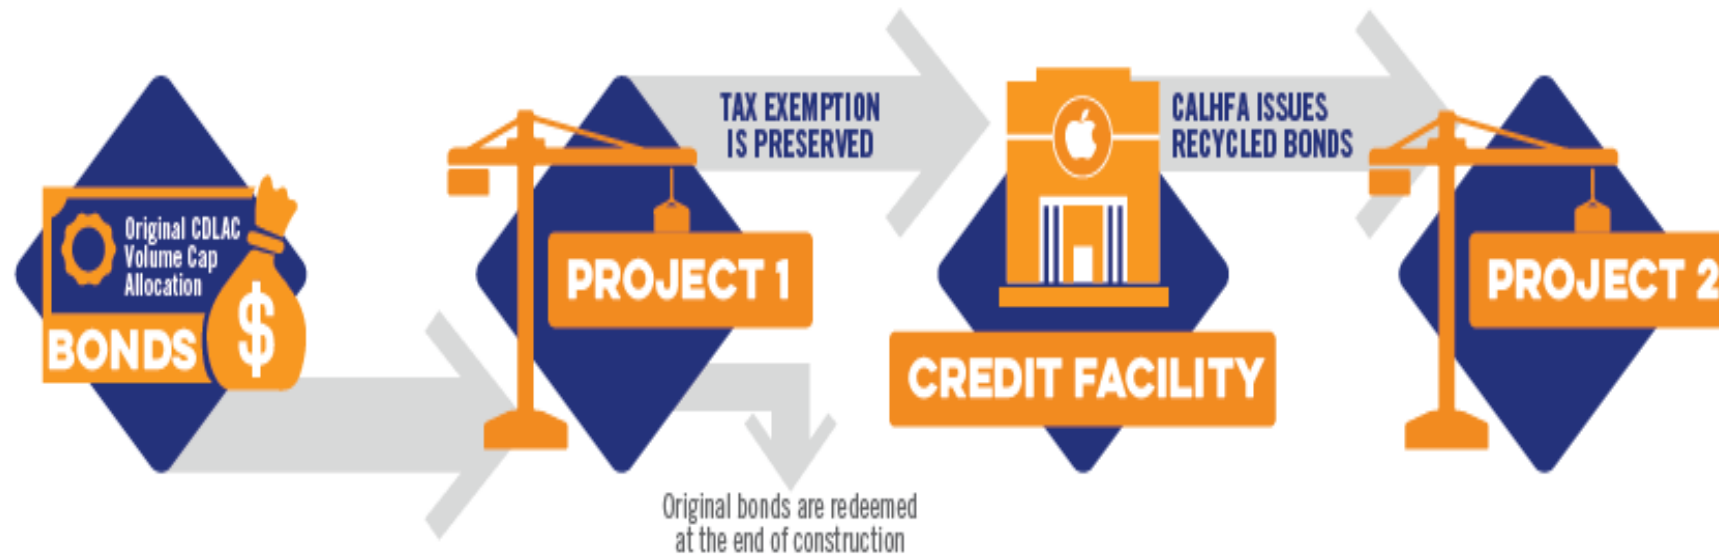 Original CDLAC
Volume Cap
Allocation
BONDS
$
PROJECT 1
TAX EXEMPTION
IS PRESERVED
Original bonds are redeemed
at the end of construction
CREDIT FACILITY
CALHFA ISSUES
RECYCLED BONDS
PROJECT 2